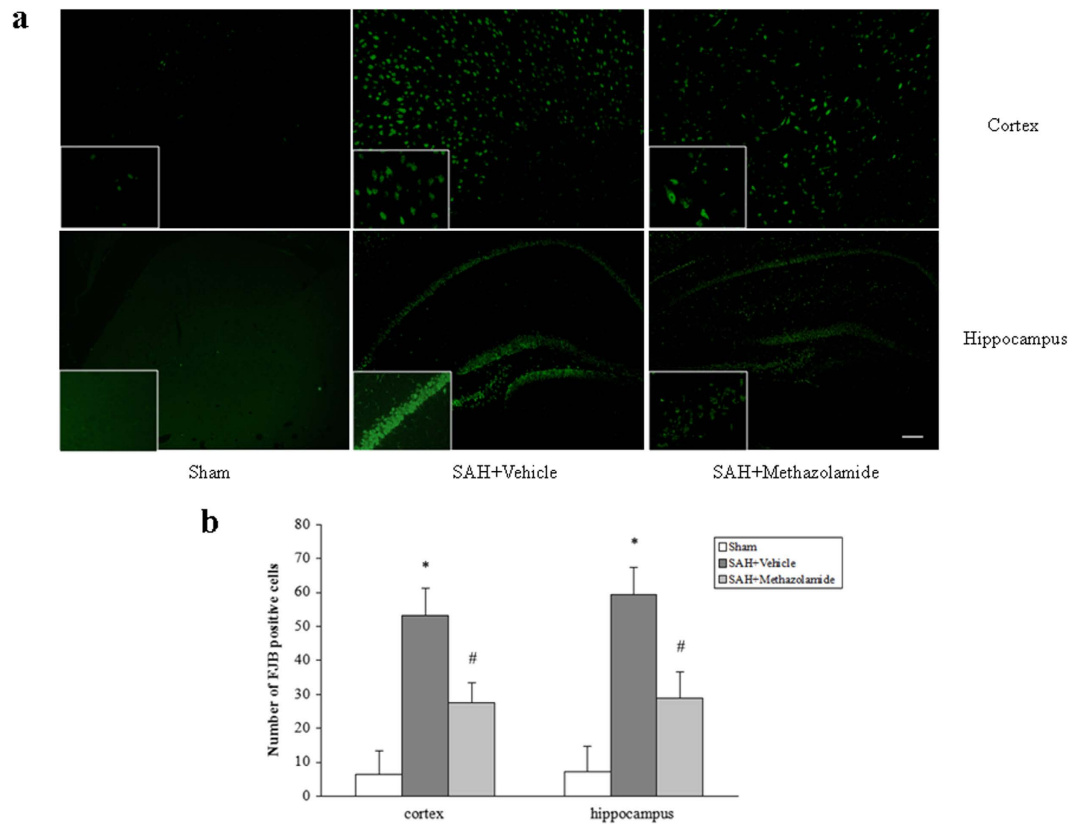 a
Cortex
Hippocampus
Sham
SAH+Vehicle
SAH+Methazolamide
b
Number of FJB positive cells
80
70
60
50
40
30
20
10
0
*
#
*
#
Sham
SAH+Vehicle
SAH+Methazolamide
cortex
hippocampus